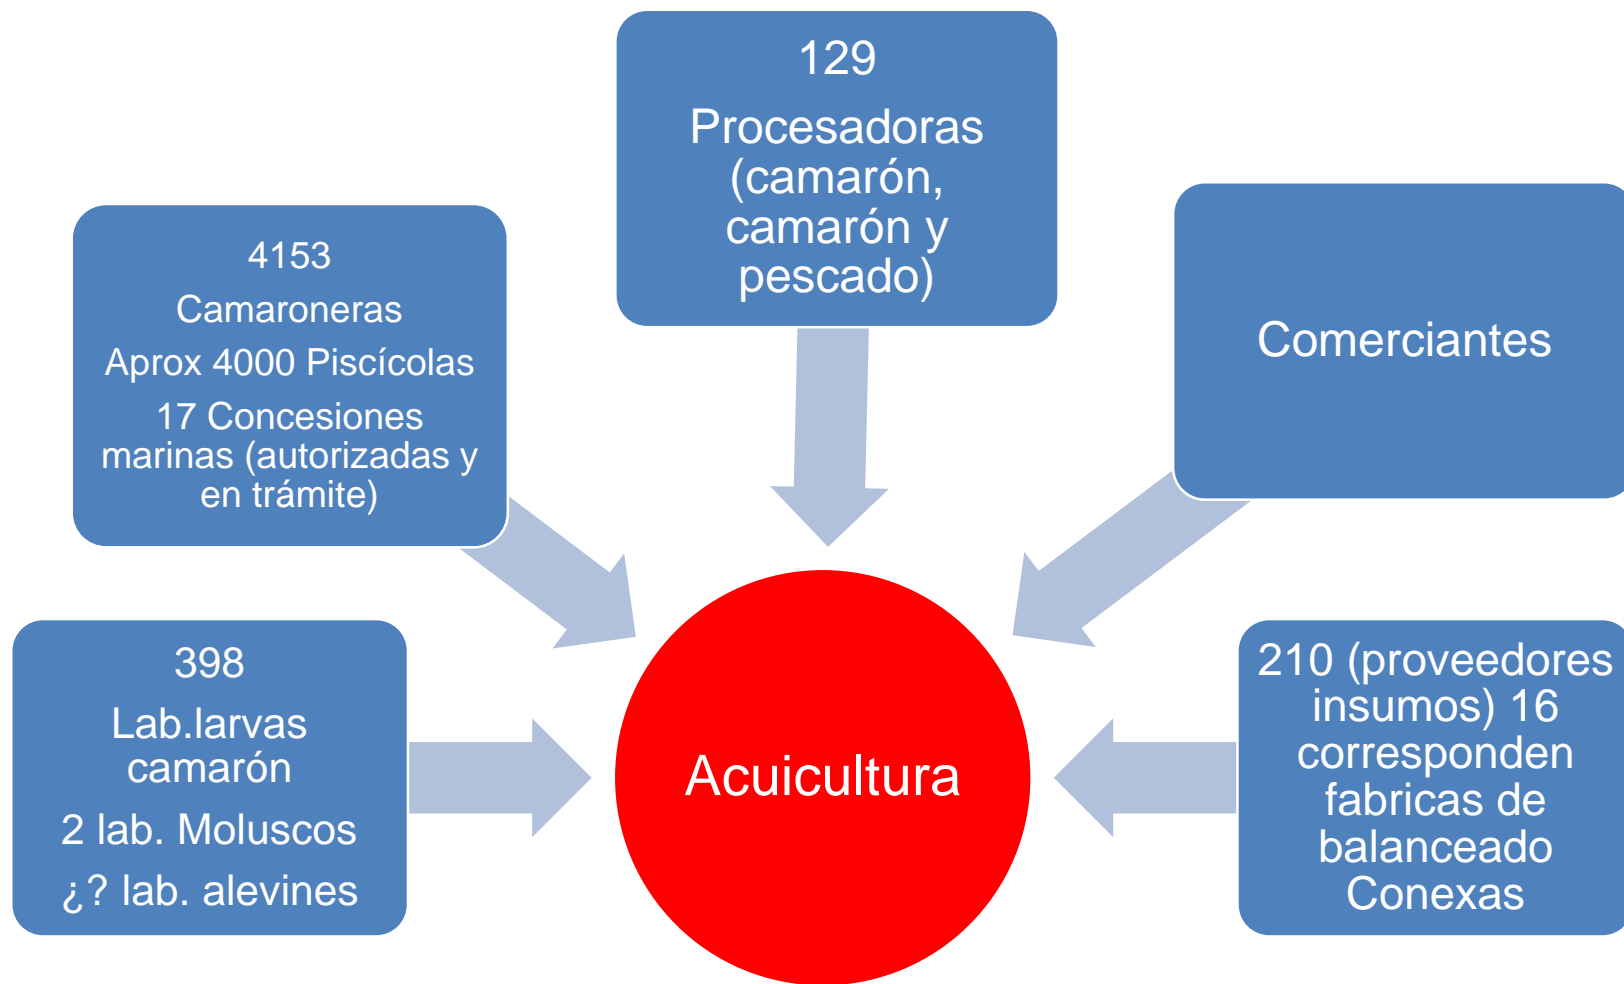 129
Procesadoras
(camarón,
camarón y
pescado)
4153
Camaroneras
Aprox 4000 Piscícolas
17 Concesiones
marinas (autorizadas y
en trámite)
Comerciantes
398
Lab.larvas
camarón
2 lab. Moluscos
¿? lab. alevines
Acuicultura
210 (proveedores
insumos) 16
corresponden
fabricas de
balanceado
Conexas